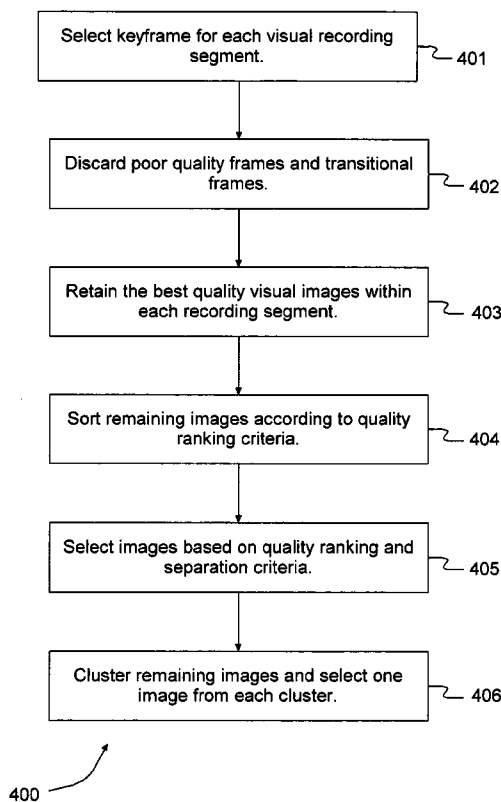 Select keyframe for each visual recording
segment.
401
Discard poor quality frames and transitional
frames.
402
Retain the best quality visual images within
each recording segment.
403
Sort remaining images according to quality
ranking criteria.
404
Select images based on quality ranking and
separation criteria.
405
Cluster remaining images and select one
image from each cluster.
406
400